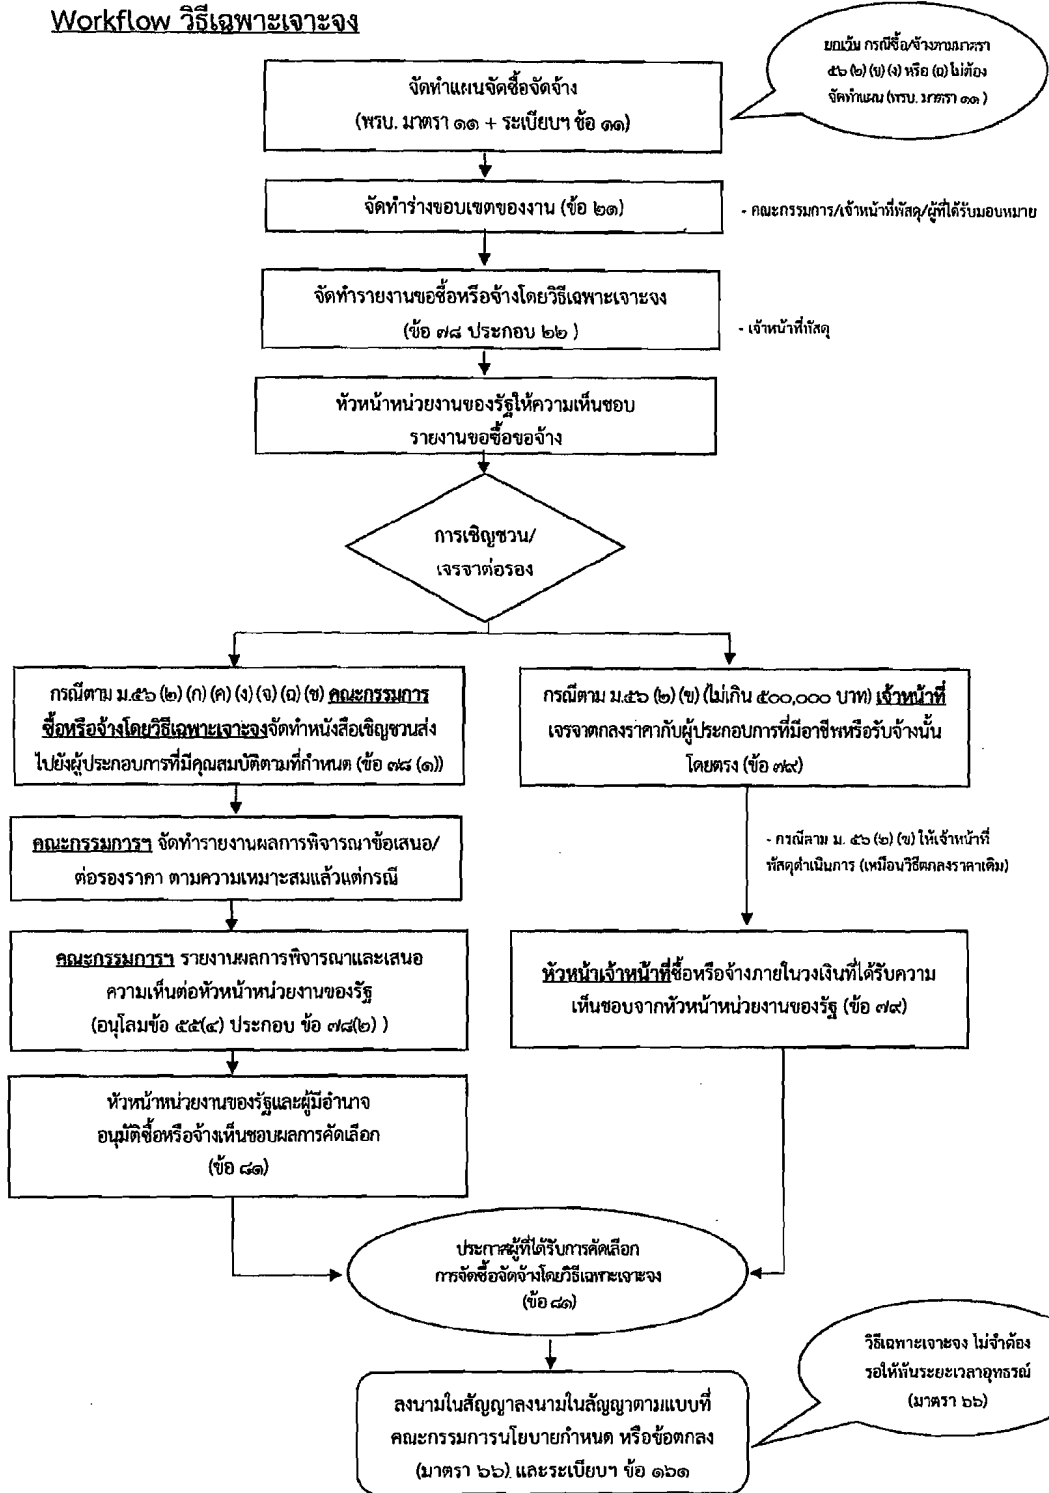 Workflow วิธีเฉพาะเจาะจง
ยกเว้น กรณีซื้อ/จ้างตามมาตรา
๕๖ (๒) (ข) (ง) หรือ (ฉ) ไม่ต้อง
จัดทำแผน (พรบ. มาตรา ๑๑ )
จัดทำแผนจัดซื้อจัดจ้าง
(พรบ. มาตรา ๑๑ + ระเบียบฯ ข้อ ๑๑)
จัดทำร่างขอบเขตของงาน (ข้อ ๒๑)
- คณะกรรมการ/เจ้าหน้าที่พัสดุ/ผู้ที่ได้รับมอบหมาย
จัดทำรายงานขอซื้อหรือจ้างโดยวิธีเฉพาะเจาะจง
(ข้อ ๗๘ ประกอบ ๒๒ )
- เจ้าหน้าที่พัสดุ
หัวหน้าหน่วยงานของรัฐให้ความเห็นชอบ
รายงานขอซื้อขอจ้าง
การเชิญชวน/
เจรจาต่อรอง
กรณีตาม ม.๕๖ (๒) (ก) (ค) (ง) (จ) (ฉ) (ช) คณะกรรมการ
ซื้อหรือจ้างโดยวิธีเฉพาะเจาะจงจัดทำหนังสือเชิญชวนส่ง
ไปยังผู้ประกอบการที่มีคุณสมบัติตามที่กำหนด (ข้อ ๗๘ (๑))
กรณีตาม ม.๕๖ (๒) (ข) (ไม่เกิน ๕๐๐,๐๐๐ บาท) เจ้าหน้าที่
เจรจาตกลงราคากับผู้ประกอบการที่มีอาชีพหรือรับจ้างนั้น
โดยตรง (ข้อ ๗๙)
คณะกรรมการฯ จัดทำรายงานผลการพิจารณาข้อเสนอ/
ต่อรองราคา ตามความเหมาะสมแล้วแต่กรณี
- กรณีตาม ม. ๕๖ (๒) (ข) ให้เจ้าหน้าที่
พัสดุดำเนินการ (เหมือนวิธีตกลงราคาเดิม)
คณะกรรมการฯ รายงานผลการพิจารณาและเสนอ
ความเห็นต่อหัวหน้าหน่วยงานของรัฐ
(อนุโลมข้อ ๕๕(๔) ประกอบ ข้อ ๗๘(๒) )
หัวหน้าเจ้าหน้าที่ซื้อหรือจ้างภายในวงเงินที่ได้รับความ
เห็นชอบจากหัวหน้าหน่วยงานของรัฐ (ข้อ ๗๙)
หัวหน้าหน่วยงานของรัฐและผู้มีอำนาจ
อนุมัติซื้อหรือจ้างเห็นชอบผลการคัดเลือก
(ข้อ ๘๑)
ประกาศผู้ที่ได้รับการคัดเลือก
การจัดซื้อจัดจ้างโดยวิธีเฉพาะเจาะจง
(ข้อ ๘๑)
วิธีเฉพาะเจาะจง ไม่จำต้อง
รอให้พ้นระยะเวลาอุทธรณ์
(มาตรา ๖๖)
ลงนามในสัญญาลงนามในสัญญาตามแบบที่
คณะกรรมการนโยบายกำหนด หรือข้อตกลง
(มาตรา ๖๖) และระเบียบฯ ข้อ ๑๖๑